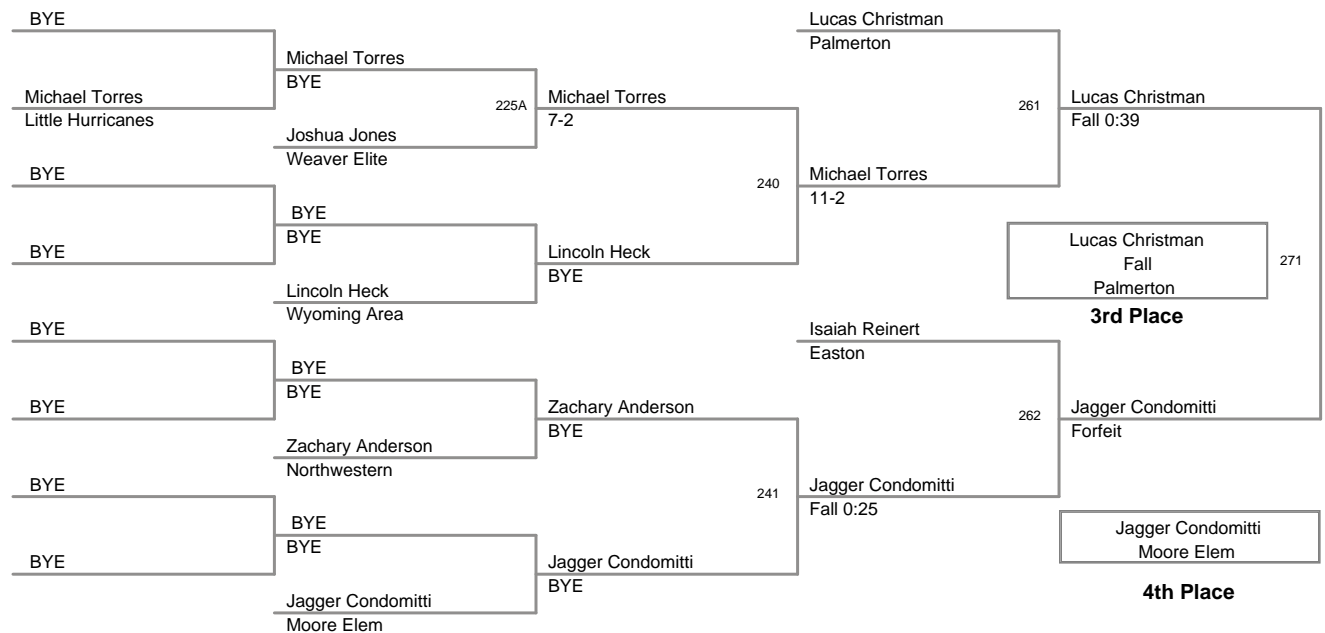 BYE
Lucas Christman
Palmerton
Michael Torres
BYE
Michael Torres
Little Hurricanes
225A
Michael Torres
7-2
261
Lucas Christman
Fall 0:39
Joshua Jones
Weaver Elite
BYE
240
Michael Torres
11-2
BYE
BYE
BYE
Lincoln Heck
BYE
Lucas Christman
Fall
Palmerton
271
3rd Place
Lincoln Heck
Wyoming Area
BYE
Isaiah Reinert
Easton
BYE
BYE
BYE
Zachary Anderson
BYE
262
Jagger Condomitti
Forfeit
Zachary Anderson
Northwestern
BYE
241
Jagger Condomitti
Fall 0:25
BYE
BYE
Jagger Condomitti
Moore Elem
4th Place
BYE
Jagger Condomitti
BYE
Jagger Condomitti
Moore Elem